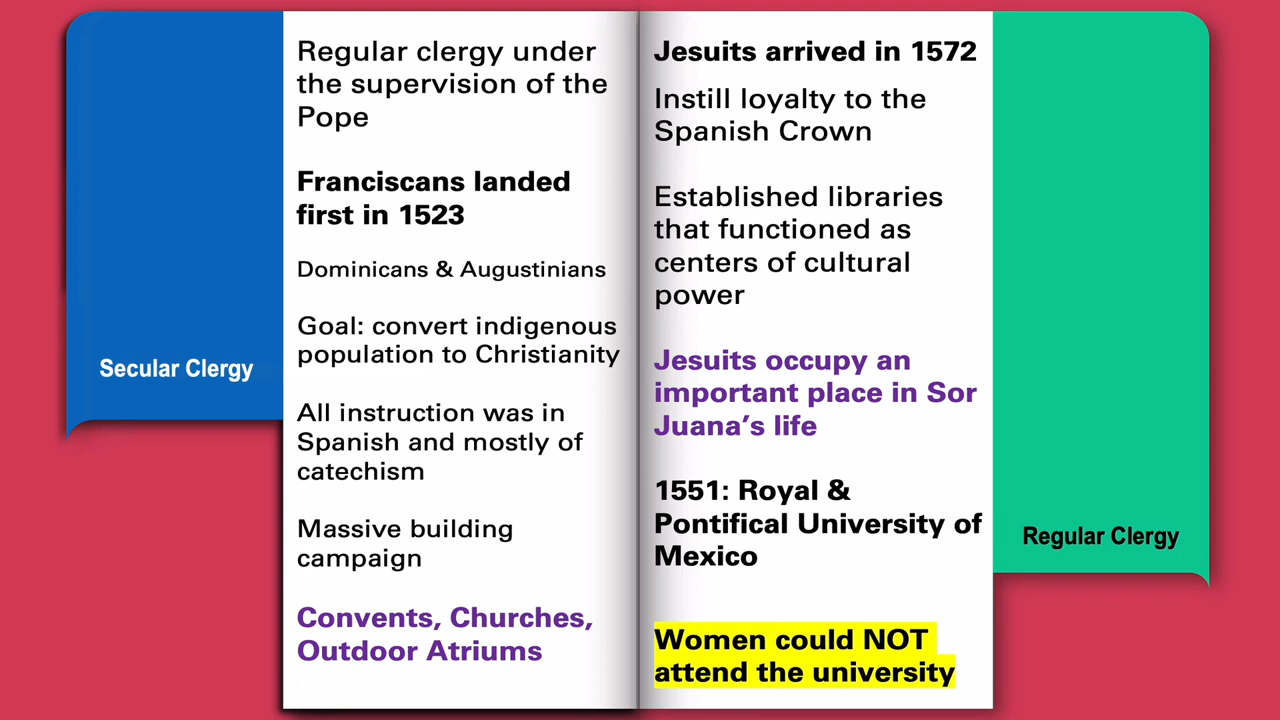 Secular Clergy
Regular clergy under
the supervision of the
Pope
Franciscans landed
first in 1523
Dominicans & Augustinians
Goal: convert indigenous
population to Christianity
All instruction was in
Spanish and mostly of
catechism
Massive building
campaign
Convents, Churches,
Outdoor Atriums
Jesuits arrived in 1572
Instill loyalty to the
Spanish Crown
Established libraries
that functioned as
centers of cultural
power
Jesuits occupy an
important place in Sor
Juana’s life
1551: Royal &
Pontifical University of
Mexico
Women could NOT
attend the university
Regular Clergy